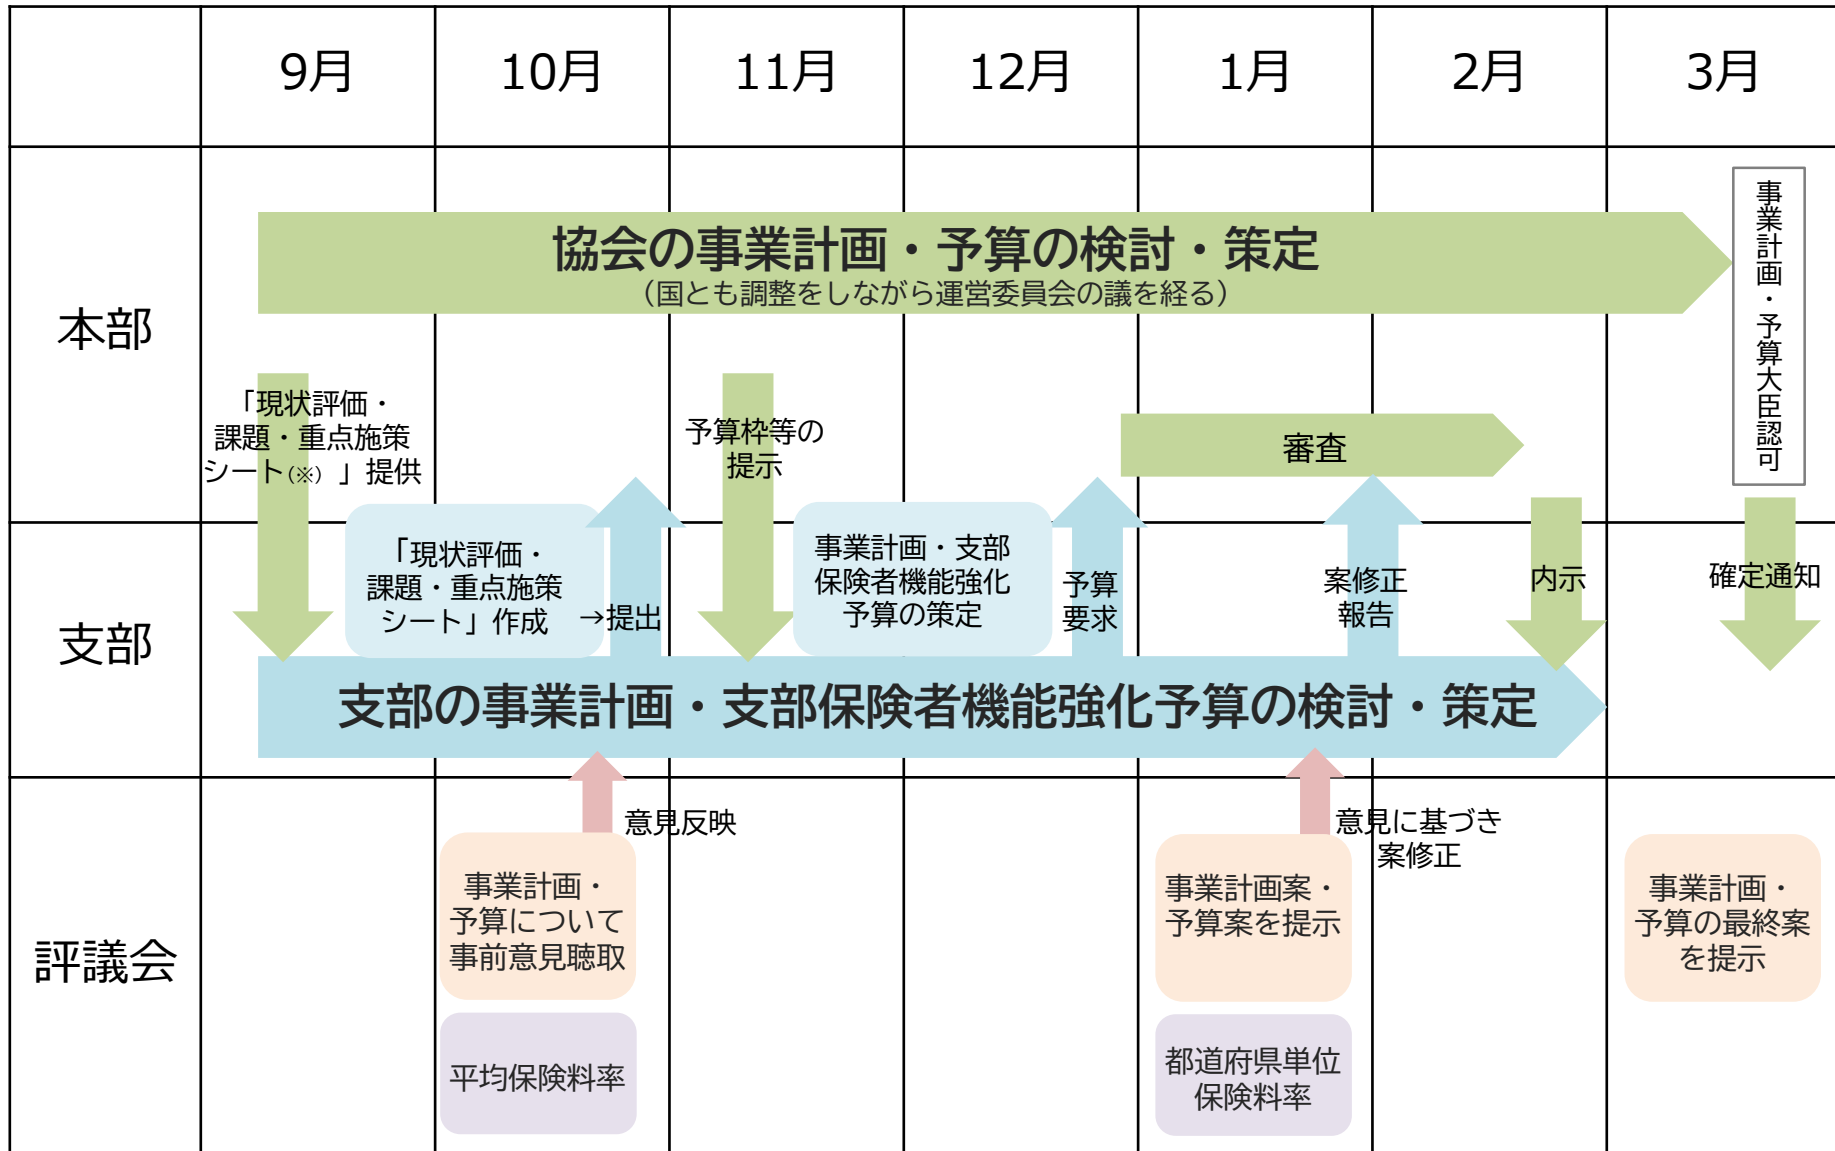 9月
10月
11月
12月
1月
2月
3月
本部
協会の事業計画・予算の検討・策定
（国とも調整をしながら運営委員会の議を経る）
事業計画・予算大臣認可
「現状評価・
課題・重点施策
シート(※)」提供
予算枠等の
提示
審査
支部
「現状評価・
課題・重点施策
シート」作成
→提出
事業計画・支部
保険者機能強化
予算の策定
予算
要求
案修正
報告
内示
確定通知
支部の事業計画・支部保険者機能強化予算の検討・策定
評議会
意見反映
事業計画・
予算について
事前意見聴取
平均保険料率
意見に基づき
案修正
事業計画案・
予算案を提示
都道府県単位
保険料率
事業計画・
予算の最終案
を提示